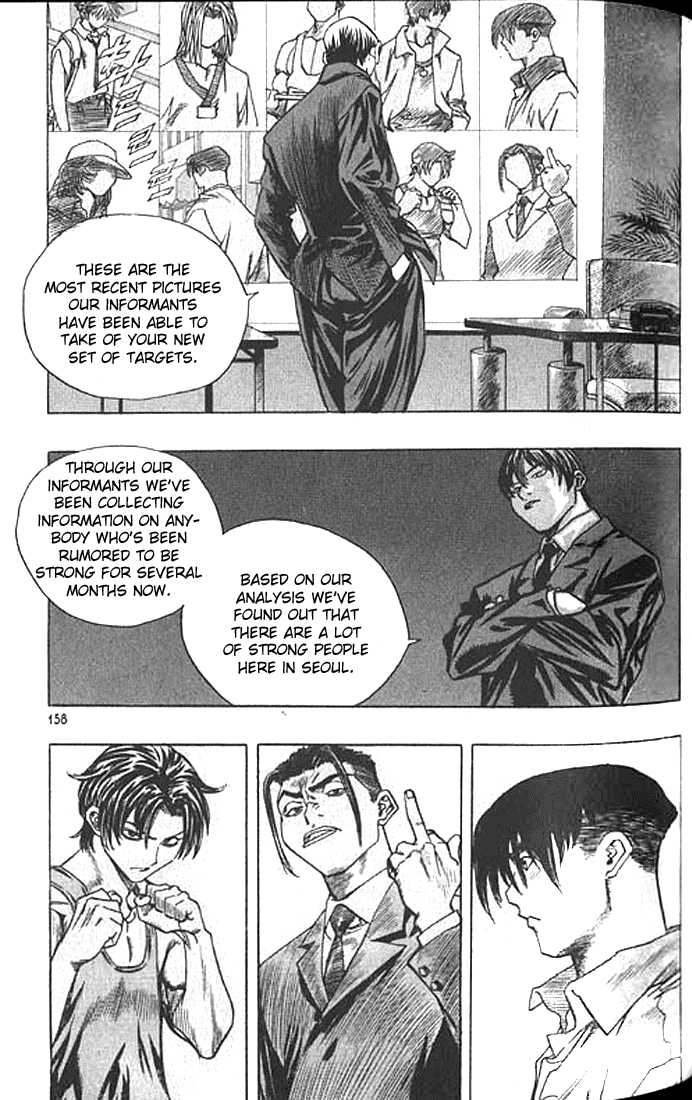 THESE ARE THE
MOST RECENT PICTURES
OUR INFORMANTS
HAVE BEEN ABLE TO
TAKE OF YOUR NEW
SET OF TARGETS.
THROUGH OUR
INFORMANTS WE'VE
BEEN COLLECTING
INFORMATION ON ANY-
BODY WHO'S BEEN
RUMORED TO BE
STRONG FOR SEVERAL
MONTHS NOW.
BASED ON OUR
ANALYSIS WE'VE
FOUND OUT THAT
THERE ARE A LOT
OF STRONG PEOPLE
HERE IN SEOUL.
158